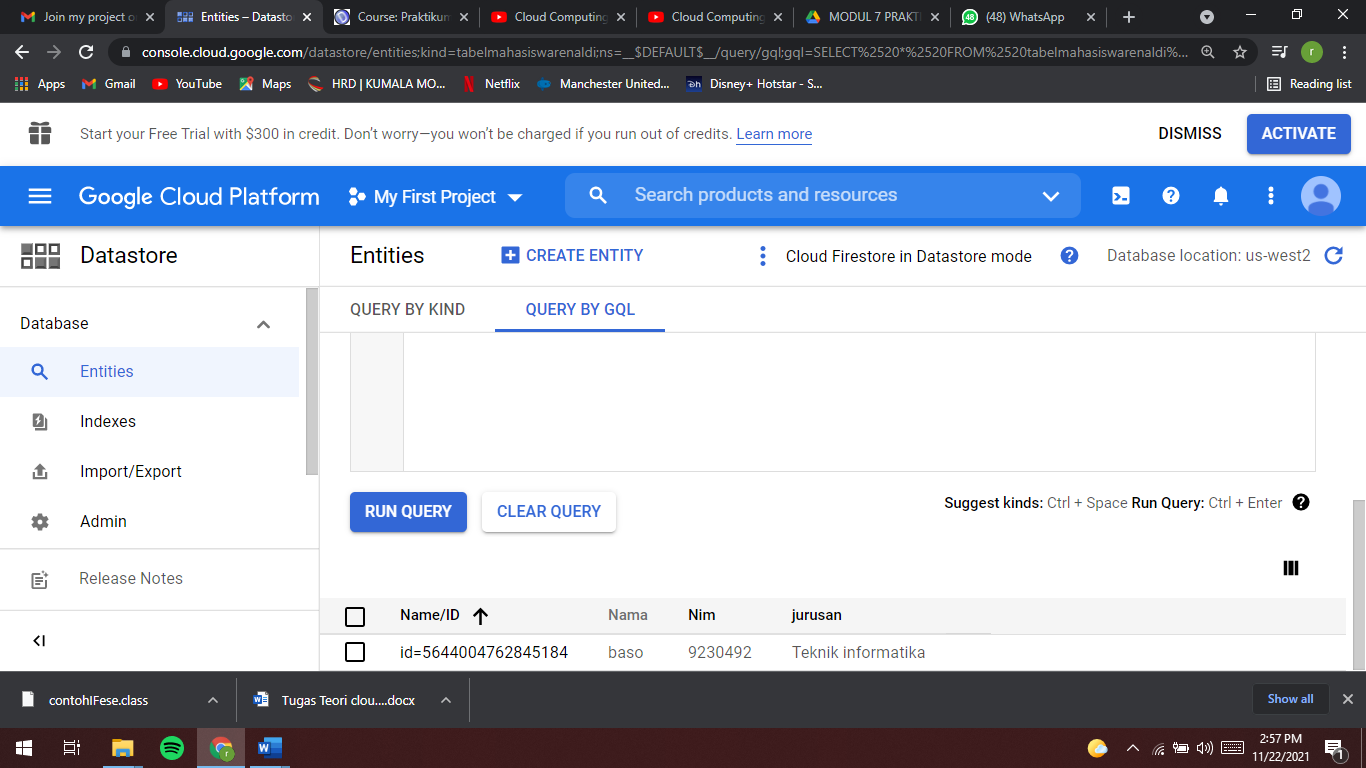 Join my project o
Entities – Datasto
Course: Praktikum
Cloud Computing
Cloud Computing
MODUL 7 PRAKT
(48) WhatsApp
console.cloud.google.com/datastore/entities;kind=tabelmahasiswarenaldi;ns=__$DEFAULT$__/query/gql;gql=SELECT%2520*%2520FROM%2520tabelmahasiswarenaldi%...
r
Apps
Gmail
YouTube
Maps
HRD | KUMALA MO...
Netflix
Manchester United...
Disney+ Hotstar - S...
Reading list
Start your Free Trial with $300 in credit. Don't worry—you won't be charged if you run out of credits. Learn more
DISMISS
ACTIVATE
Google Cloud Platform
My First Project
Search products and resources
Datastore
Entities
CREATE ENTITY
Cloud Firestore in Datastore mode
Database location: us-west2
Database
QUERY BY KIND
QUERY BY GQL
Entities
Indexes
Import/Export
Admin
Release Notes
RUN QUERY
CLEAR QUERY
Suggest kinds: Ctrl + Space Run Query: Ctrl + Enter
Name/ID
Nama
Nim
jurusan
id=5644004762845184
baso
9230492
Teknik informatika
contohIFese.class
Tugas Teori clou....docx
Show all
2:57 PM
11/22/2021
1